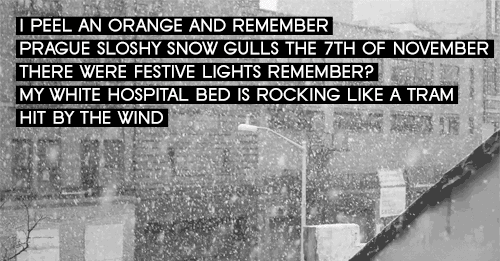 I PEEL AN ORANGE AND REMEMBER
PRAGUE SLOSHY SNOW GULLS THE 7TH OF NOVEMBER
THERE WERE FESTIVE LIGHTS REMEMBER?
MY WHITE HOSPITAL BED IS ROCKING LIKE A TRAM
HIT BY THE WIND